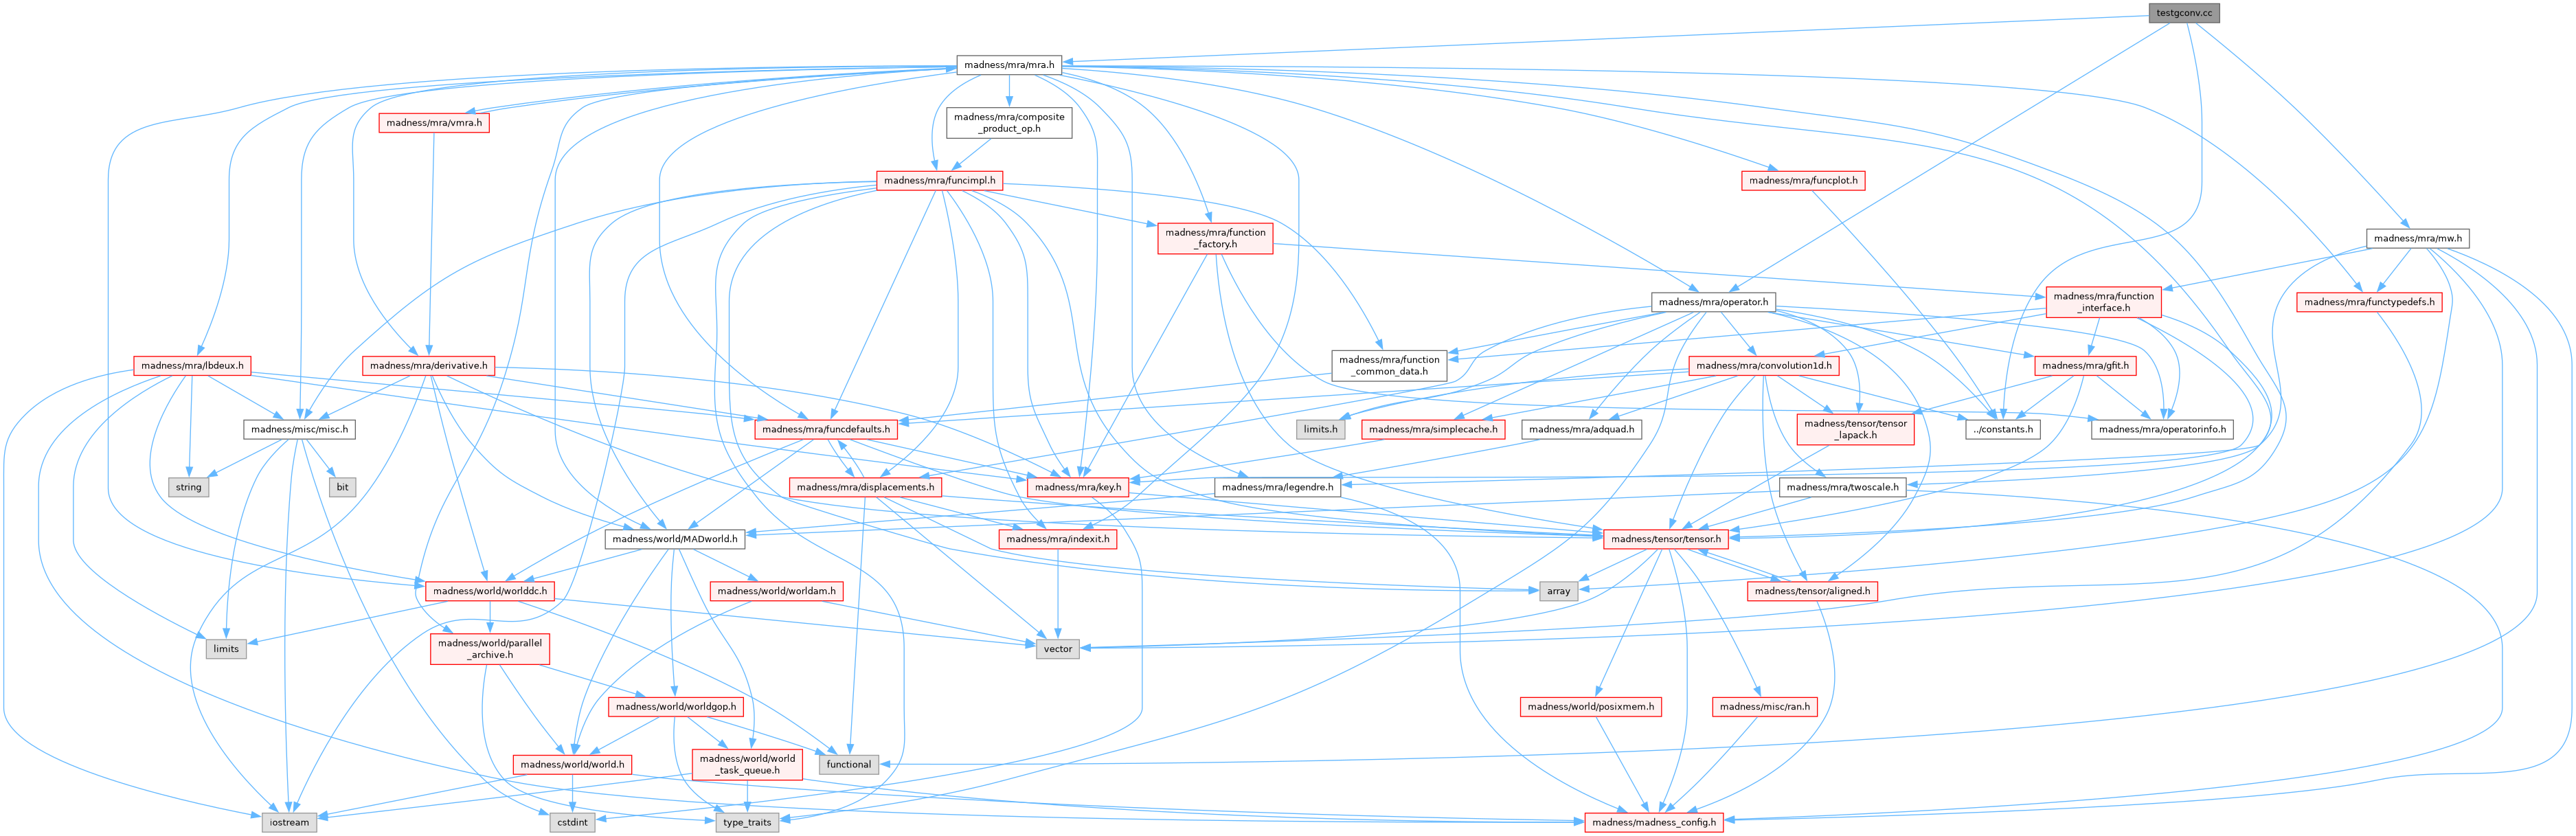 testgconv.cc
madness/mra/mra.h
madness/mra/vmra.h
madness/mra/composite
_product_op.h
madness/mra/funcimpl.h
madness/mra/funcplot.h
madness/mra/function
_factory.h
madness/mra/mw.h
madness/mra/operator.h
madness/mra/function
_interface.h
madness/mra/functypedefs.h
madness/mra/lbdeux.h
madness/mra/derivative.h
madness/mra/function
_common_data.h
madness/mra/convolution1d.h
madness/mra/gfit.h
madness/misc/misc.h
madness/mra/funcdefaults.h
limits.h
madness/mra/simplecache.h
madness/mra/adquad.h
madness/tensor/tensor
_lapack.h
../constants.h
madness/mra/operatorinfo.h
string
bit
madness/mra/displacements.h
madness/mra/key.h
madness/mra/legendre.h
madness/mra/twoscale.h
madness/world/MADworld.h
madness/mra/indexit.h
madness/tensor/tensor.h
madness/world/worlddc.h
madness/world/worldam.h
array
madness/tensor/aligned.h
limits
madness/world/parallel
_archive.h
vector
madness/world/worldgop.h
madness/world/posixmem.h
madness/misc/ran.h
madness/world/world.h
madness/world/world
_task_queue.h
functional
iostream
cstdint
type_traits
madness/madness_config.h